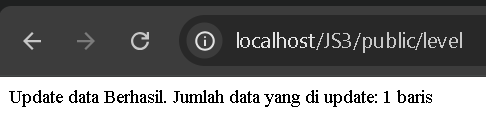 localhost/JS3/public/level
Update data Berhasil. Jumlah data yang di update: 1 baris